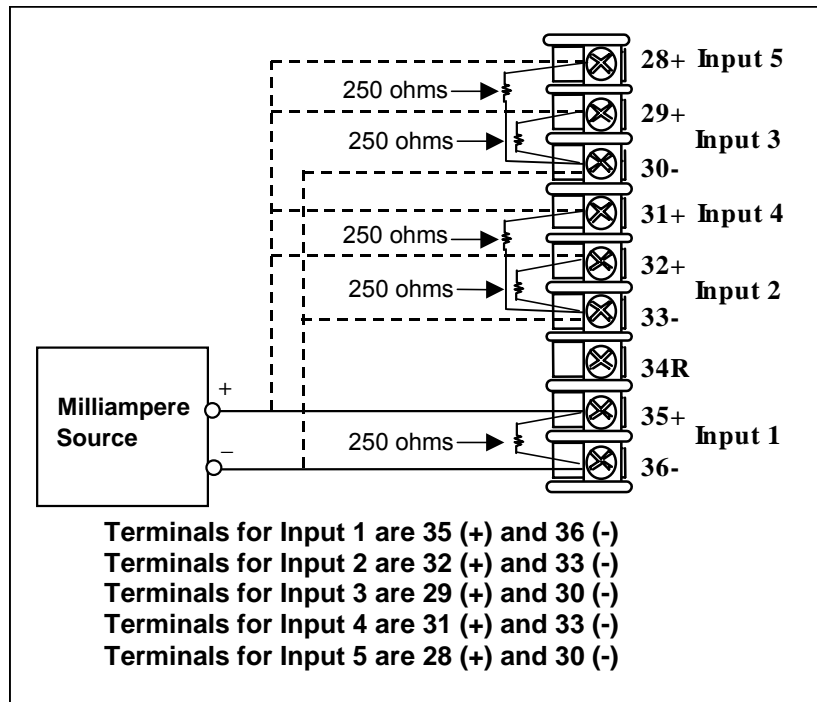 28+ Input 5
250 ohms
29+
250 ohms
Input 3
30-
31+ Input 4
250 ohms
32+
250 ohms
Input 2
33-
34R
+
Milliampere
Source
35+
250 ohms
Input 1
–
36-
Terminals for Input 1 are 35 (+) and 36 (-)
Terminals for Input 2 are 32 (+) and 33 (-)
Terminals for Input 3 are 29 (+) and 30 (-)
Terminals for Input 4 are 31 (+) and 33 (-)
Terminals for Input 5 are 28 (+) and 30 (-)